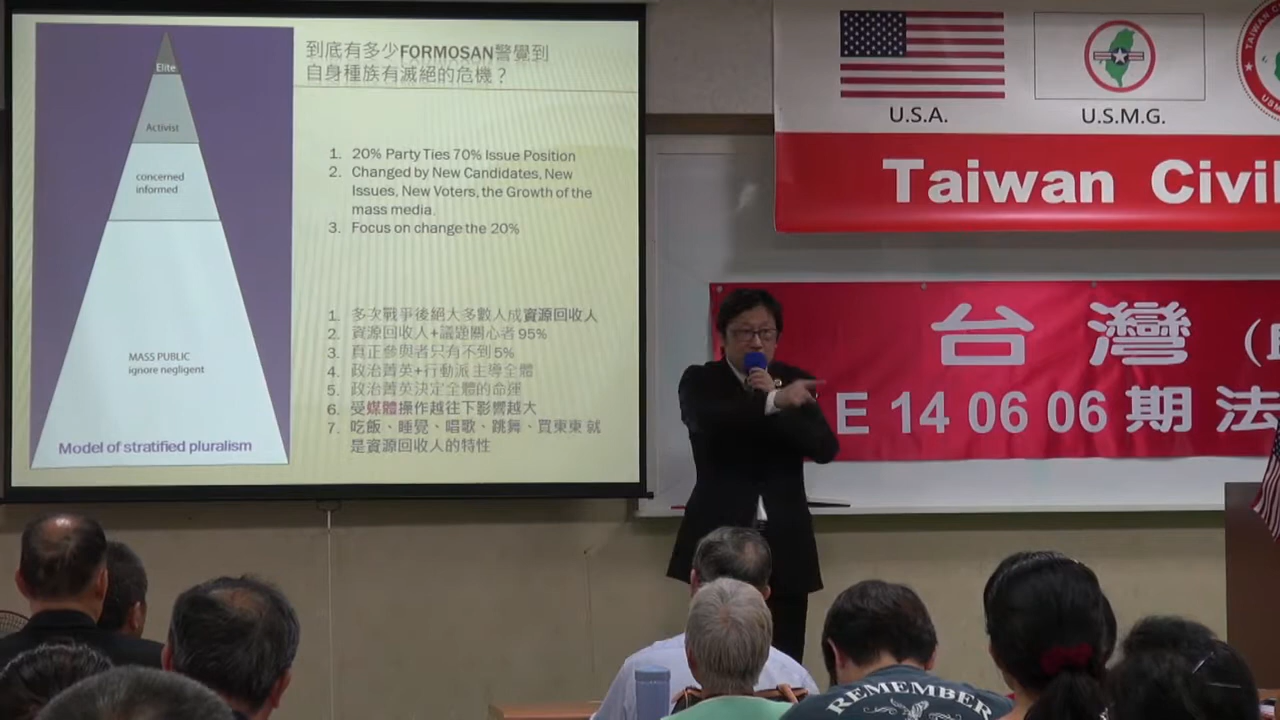 到底有多少FORMOSAN警覺到
自身種族有滅絕的危機？
Elite
Activist
concerned
informed
MASS PUBLIC
ignore negligent
Model of stratified pluralism
1. 20% Party Ties 70% Issue Position
2. Changed by New Candidates, New
Issues, New Voters, the Growth of the
mass media.
3. Focus on change the 20%
1. 多次戰爭後絕大多數人成資源回收人
2. 資源回收人+議題關心者 95%
3. 真正參與者只有不到 5%
4. 政治菁英+行動派 主導全體
5. 政治菁英決定全體的命運
6. 受媒體操作越往下影響越大
7. 吃飯、睡覺、唱歌、跳舞、買東東 就
是資源回收人的特性
U.S.A.
U.S.M.G.
Taiwan Civil
台灣
E 14 06 06 期 法
REMEMBER